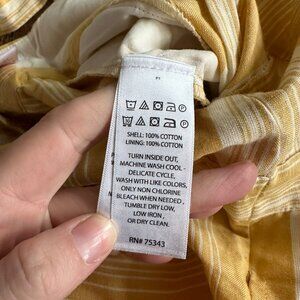 SHELL: 100% COTTON
LINING: 100% COTTON
TURN INSIDE OUT,
MACHINE WASH COOL -
DELICATE CYCLE,
WASH WITH LIKE COLORS,
ONLY NON CHLORINE
BLEACH WHEN NEEDED,
TUMBLE DRY LOW,
LOW IRON,
OR DRY CLEAN.
RN# 75343